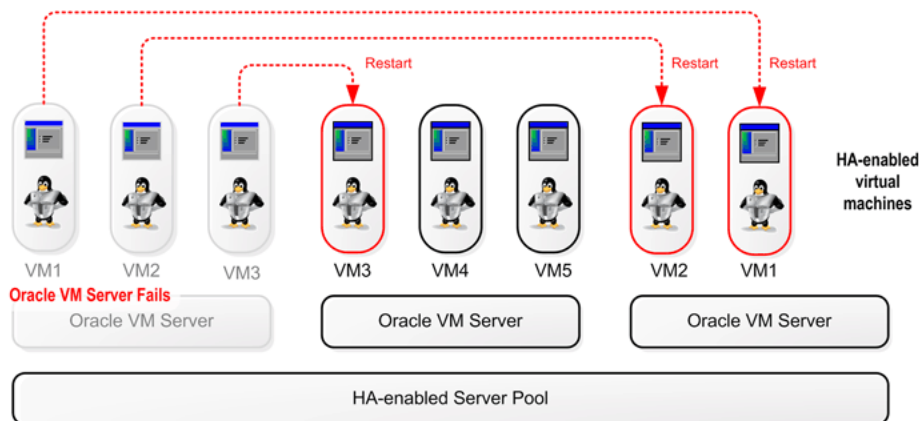 Restart
Restart
Restart
HA-enabled
virtual
machines
VM1
VM2
VM3
VM3
VM4
VM5
VM2
VM1
Oracle VM Server Fails
Oracle VM Server
Oracle VM Server
Oracle VM Server
HA-enabled Server Pool